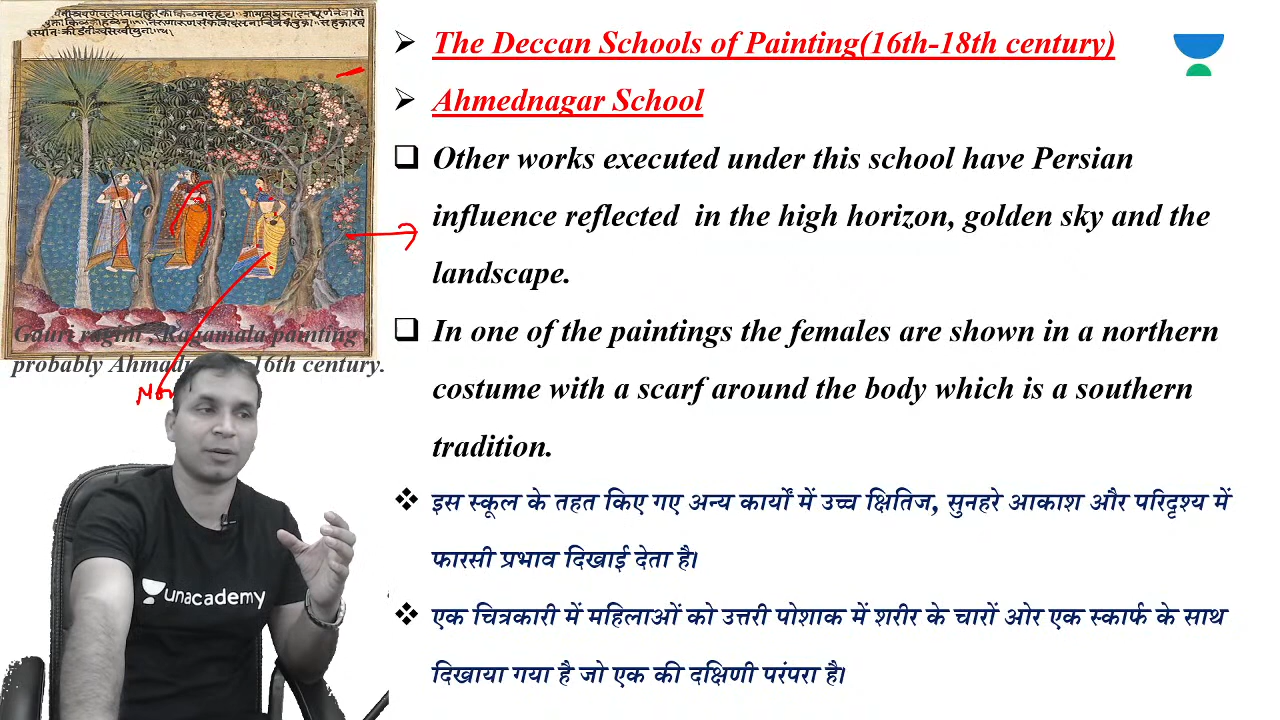 The Deccan Schools of Painting(16th-18th century)
Ahmednagar School
Other works executed under this school have Persian
influence reflected in the high horizon, golden sky and the
landscape.
In one of the paintings the females are shown in a northern
costume with a scarf around the body which is a southern
tradition.
इस स्कूल के तहत किए गए अन्य कार्यों में उच्च क्षितिज, सुनहरे आकाश और परिदृश्य में
फारसी प्रभाव दिखाई देता है।
एक चित्रकारी में महिलाओं को उत्तरी पोशाक में शरीर के चारों ओर एक स्कार्फ के साथ
दिखाया गया है जो एक की दक्षिणी परंपरा है।
Gauri ragini, Ragamala painting
probably 16th century.
unacademy